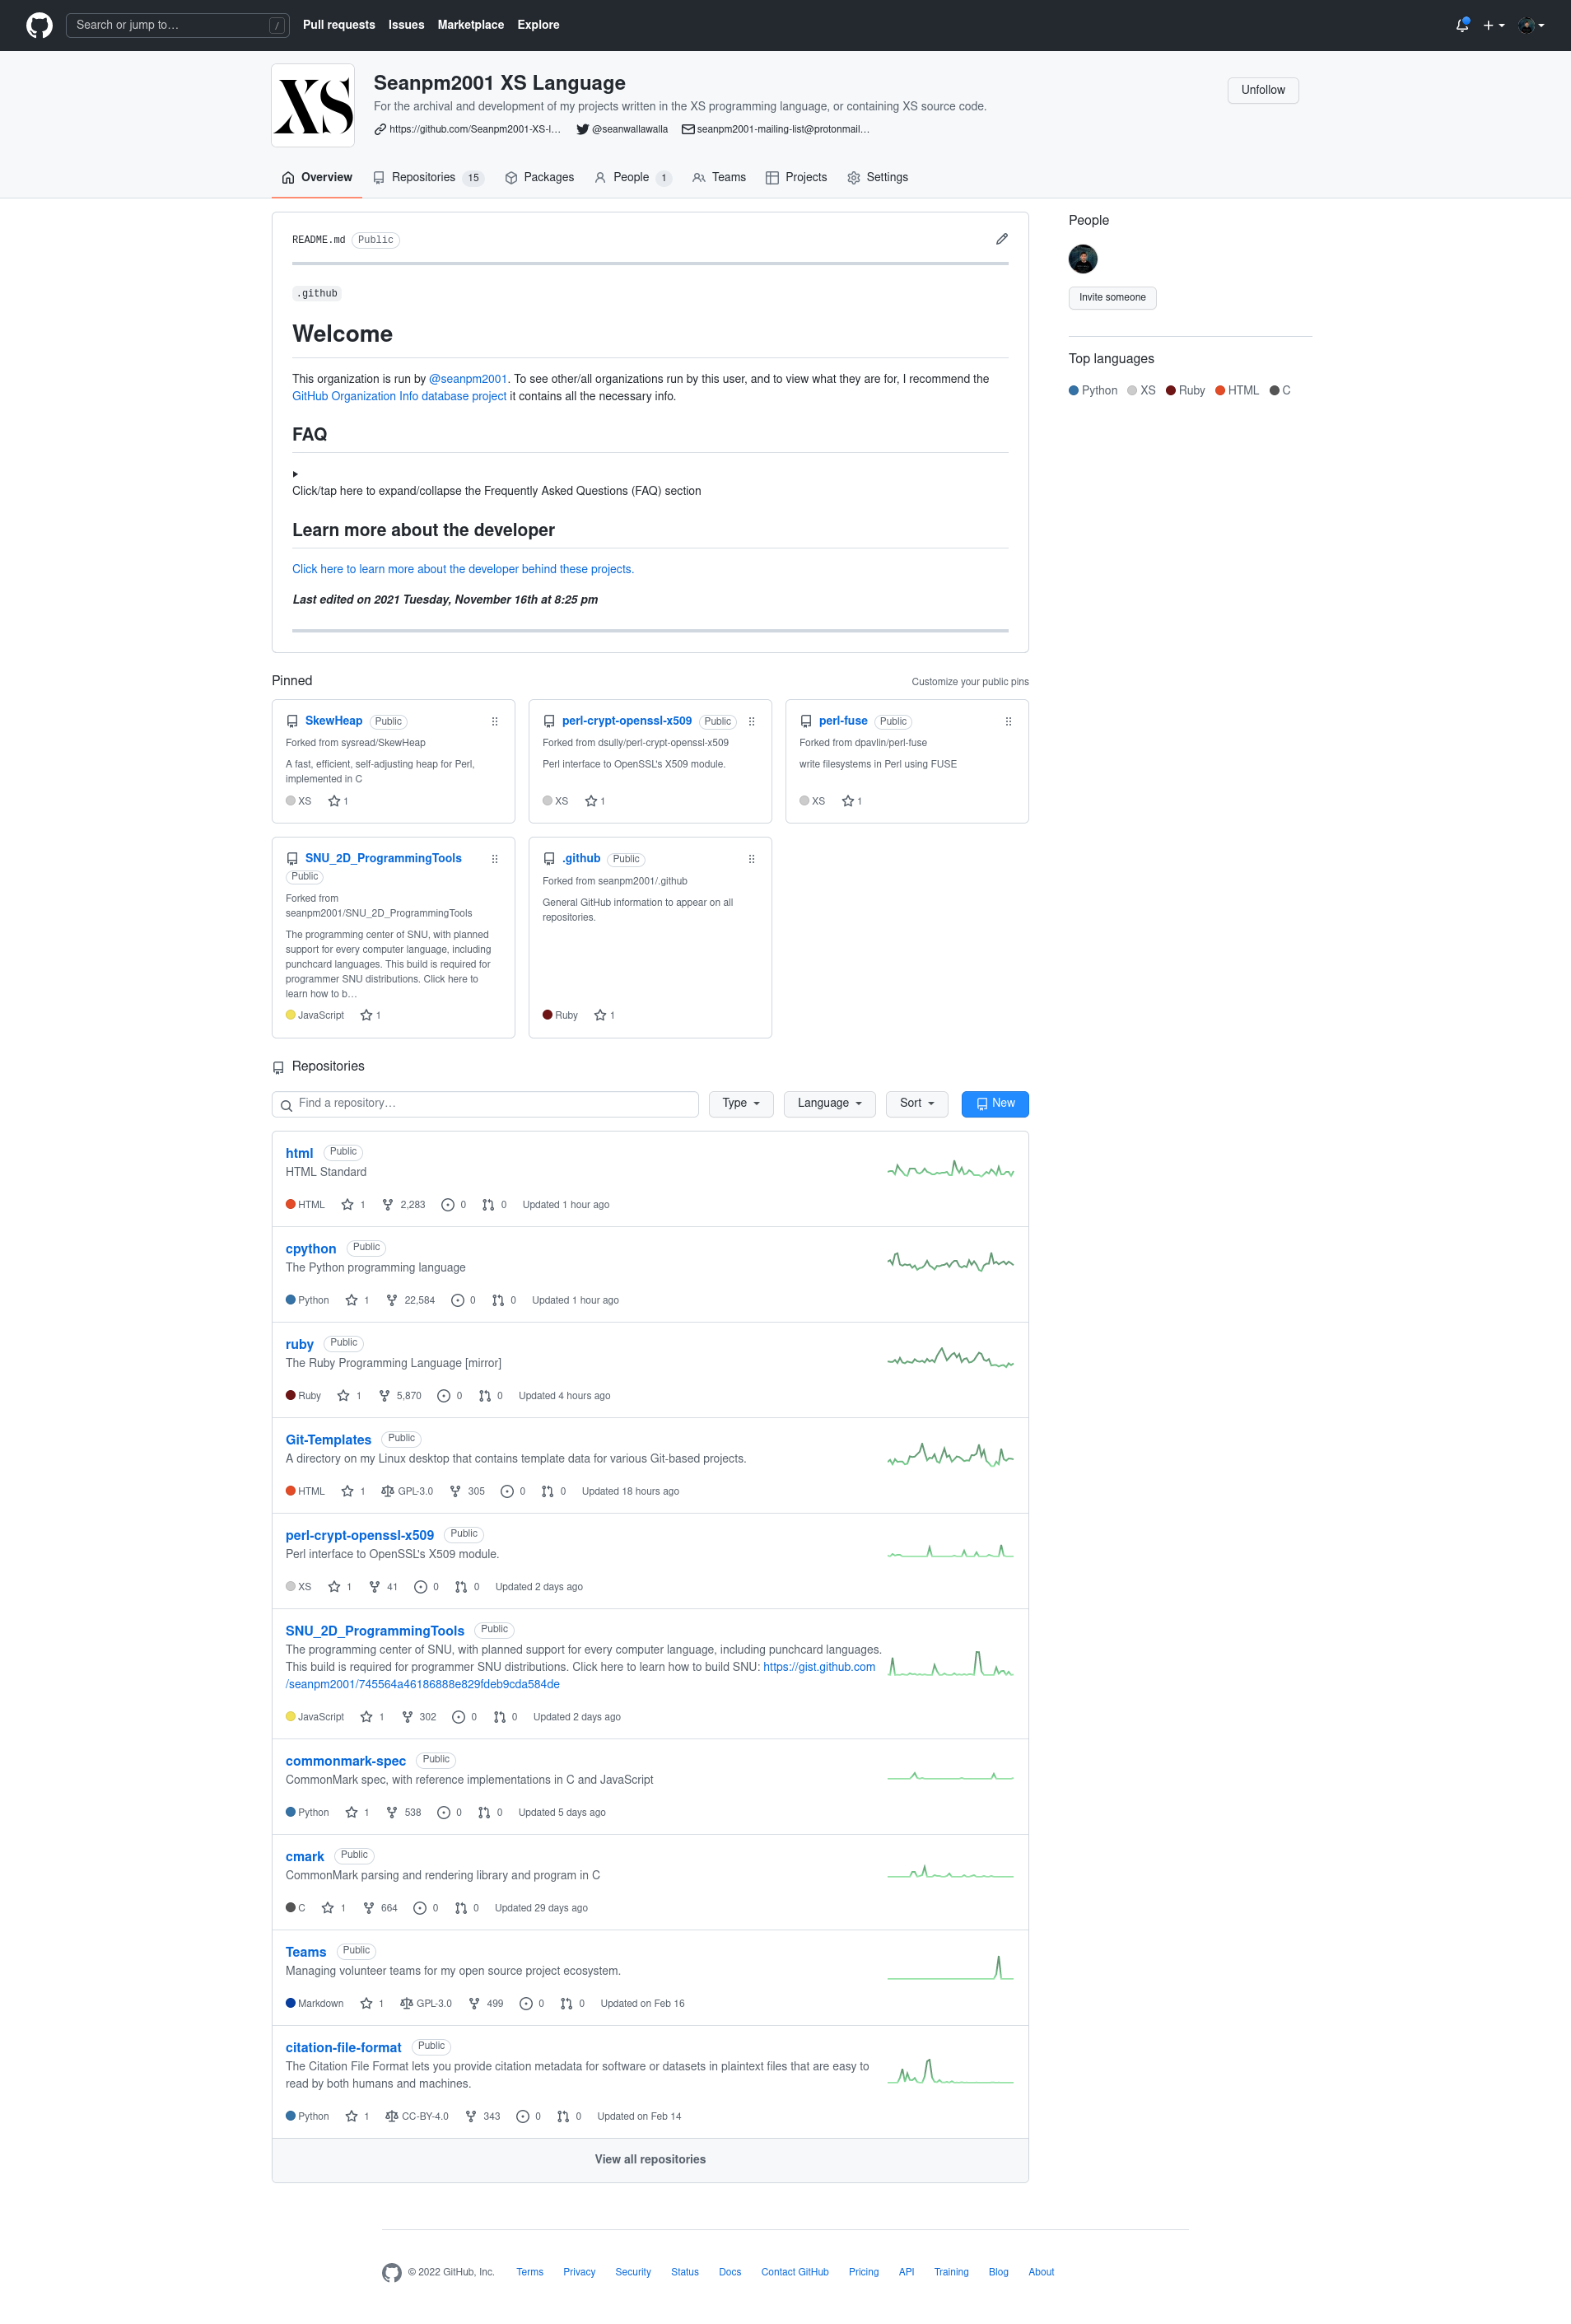 Search or jump to…
/
Pull requests
Issues
Marketplace
Explore
XS
Seanpm2001 XS Language
For the archival and development of my projects written in the XS programming language, or containing XS source code.
https://github.com/Seanpm2001-XS-l…
@seanwallawalla
seanpm2001-mailing-list@protonmail…
Unfollow
Overview
Repositories 15
Packages
People 1
Teams
Projects
Settings
README.md Public
.github
Welcome
This organization is run by @seanpm2001. To see other/all organizations run by this user, and to view what they are for, I recommend the
GitHub Organization Info database project it contains all the necessary info.
FAQ
Click/tap here to expand/collapse the Frequently Asked Questions (FAQ) section
Learn more about the developer
Click here to learn more about the developer behind these projects.
Last edited on 2021 Tuesday, November 16th at 8:25 pm
People
Invite someone
Top languages
Python XS Ruby HTML C
Pinned
Customize your public pins
SkewHeap Public
Forked from sysread/SkewHeap
A fast, efficient, self-adjusting heap for Perl,
implemented in C
XS 1
perl-crypt-openssl-x509 Public
Forked from dsully/perl-crypt-openssl-x509
Perl interface to OpenSSL's X509 module.
XS 1
perl-fuse Public
Forked from dpavlin/perl-fuse
write filesystems in Perl using FUSE
XS 1
SNU_2D_ProgrammingTools
Public
Forked from
seanpm2001/SNU_2D_ProgrammingTools
The programming center of SNU, with planned
support for every computer language, including
punchcard languages. This build is required for
programmer SNU distributions. Click here to
learn how to b…
JavaScript 1
.github Public
Forked from seanpm2001/.github
General GitHub information to appear on all
repositories.
Ruby 1
Repositories
Find a repository…
Type
Language
Sort
New
html Public
HTML Standard
HTML 1 2,283 0 0 Updated 1 hour ago
cpython Public
The Python programming language
Python 1 22,584 0 0 Updated 1 hour ago
ruby Public
The Ruby Programming Language [mirror]
Ruby 1 5,870 0 0 Updated 4 hours ago
Git-Templates Public
A directory on my Linux desktop that contains template data for various Git-based projects.
HTML 1 GPL-3.0 305 0 0 Updated 18 hours ago
perl-crypt-openssl-x509 Public
Perl interface to OpenSSL's X509 module.
XS 1 41 0 0 Updated 2 days ago
SNU_2D_ProgrammingTools Public
The programming center of SNU, with planned support for every computer language, including punchcard languages.
This build is required for programmer SNU distributions. Click here to learn how to build SNU: https://gist.github.com
/seanpm2001/745564a46186888e829fdeb9cda584de
JavaScript 1 302 0 0 Updated 2 days ago
commonmark-spec Public
CommonMark spec, with reference implementations in C and JavaScript
Python 1 538 0 0 Updated 5 days ago
cmark Public
CommonMark parsing and rendering library and program in C
C 1 664 0 0 Updated 29 days ago
Teams Public
Managing volunteer teams for my open source project ecosystem.
Markdown 1 GPL-3.0 499 0 0 Updated on Feb 16
citation-file-format Public
The Citation File Format lets you provide citation metadata for software or datasets in plaintext files that are easy to
read by both humans and machines.
Python 1 CC-BY-4.0 343 0 0 Updated on Feb 14
View all repositories
© 2022 GitHub, Inc.
Terms
Privacy
Security
Status
Docs
Contact GitHub
Pricing
API
Training
Blog
About